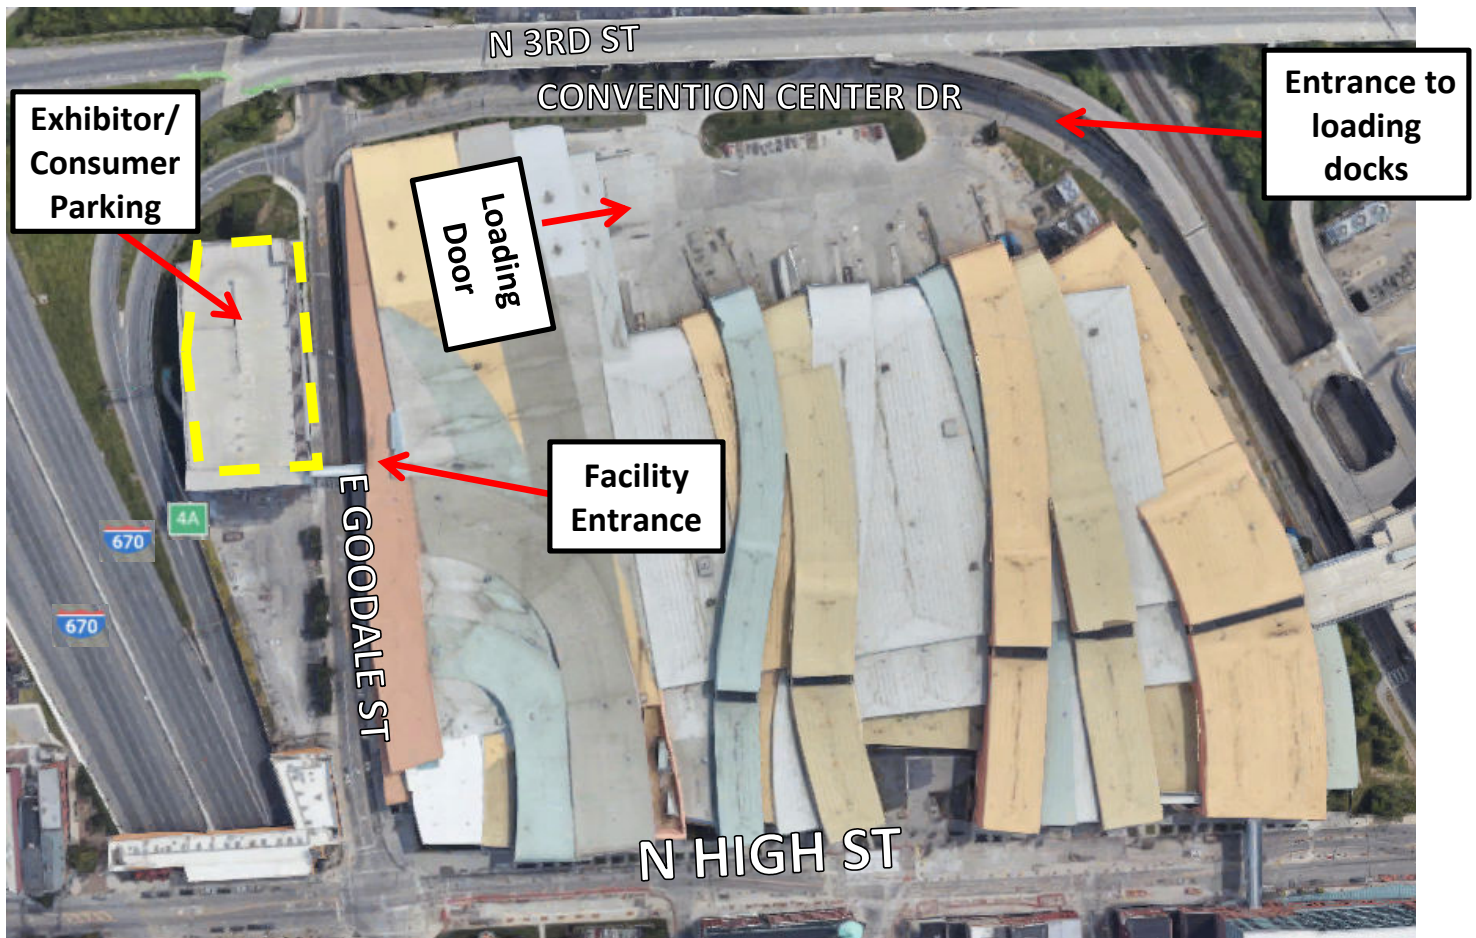 N 3RD ST
CONVENTION CENTER DR
Entrance to
loading
docks
Exhibitor/
Consumer
Parking
Loading
Door
Facility
Entrance
4A
670
670
E GOODALE ST
N HIGH ST